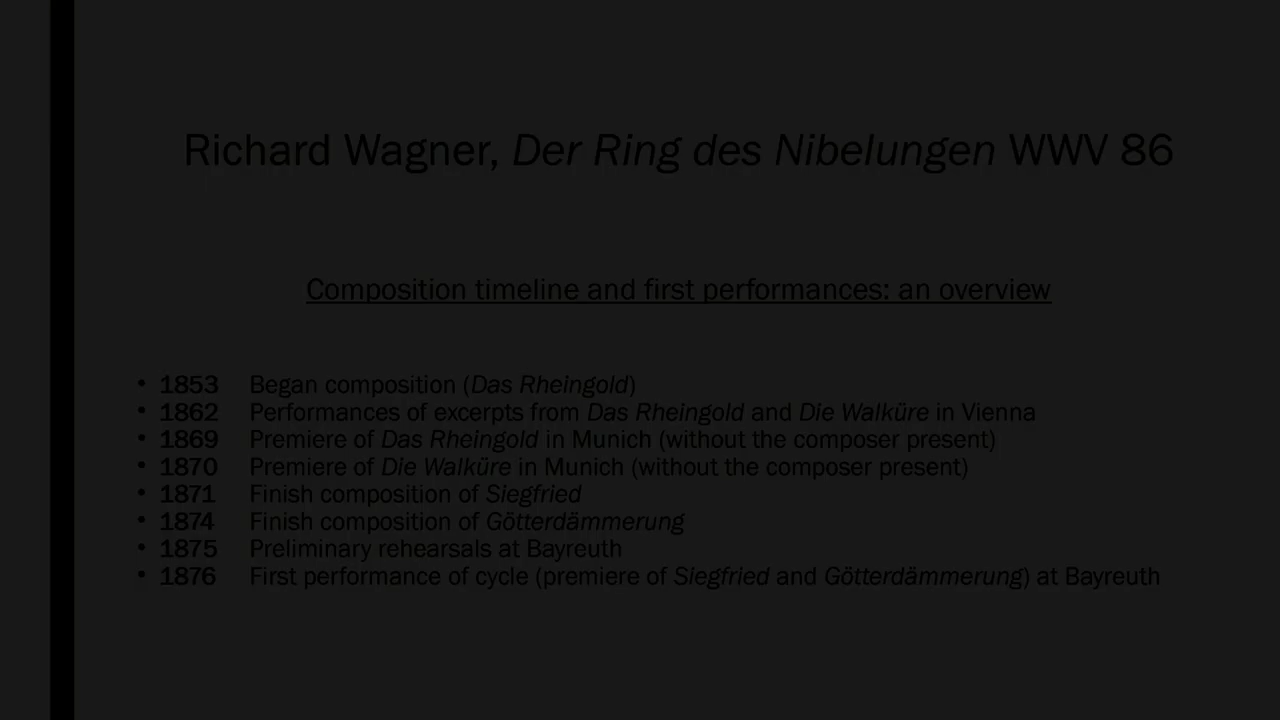 Richard Wagner, Der Ring des Nibelungen WWV 86
Composition timeline and first performances: an overview
• 1853 Began composition (Das Rheingold)
• 1862 Performances of excerpts from Das Rheingold and Die Walküre in Vienna
• 1869 Premiere of Das Rheingold in Munich (without the composer present)
• 1870 Premiere of Die Walküre in Munich (without the composer present)
• 1871 Finish composition of Siegfried
• 1874 Finish composition of Götterdämmerung
• 1875 Preliminary rehearsals at Bayreuth
• 1876 First performance of cycle (premiere of Siegfried and Götterdämmerung) at Bayreuth